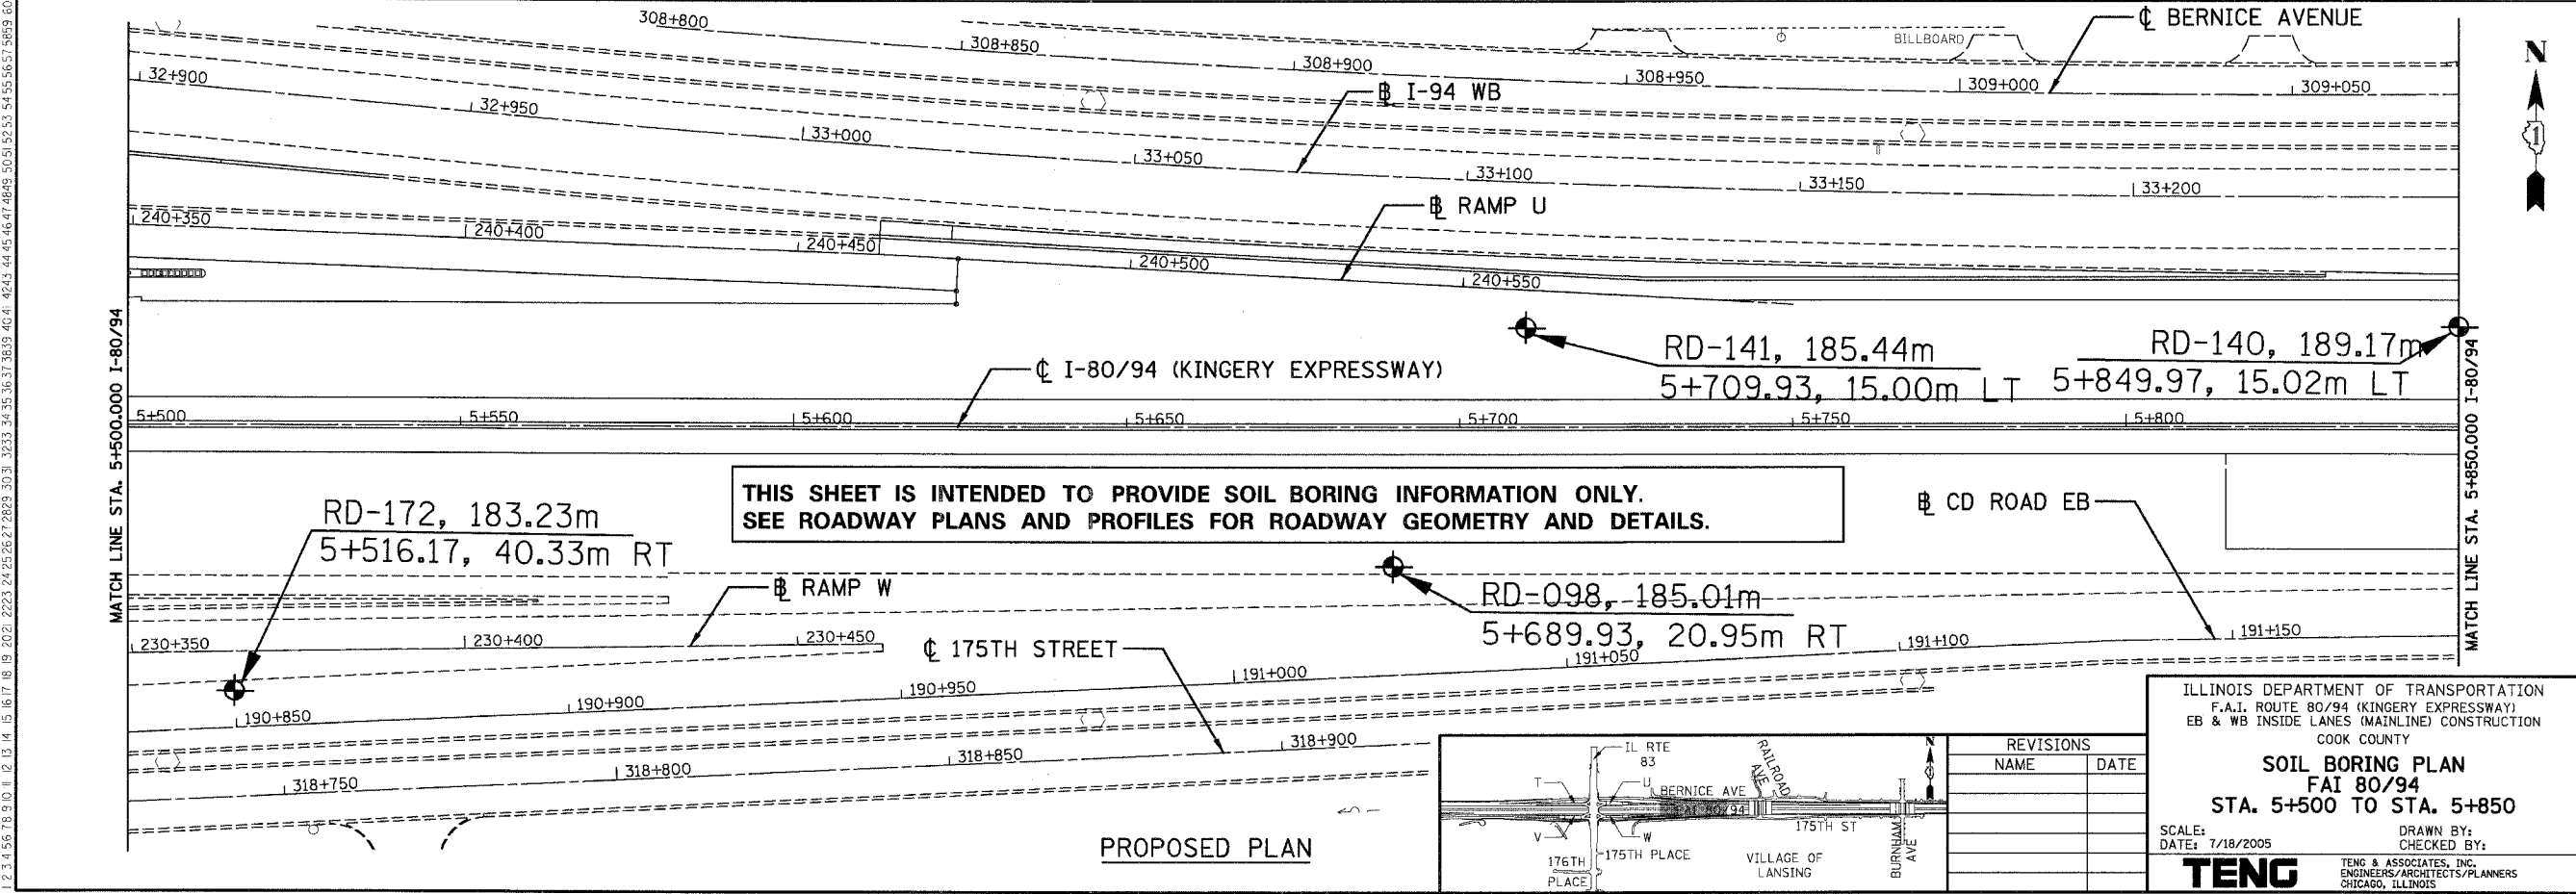 308+800
308+850
308+900
308+950
309+000
309+050
BILLBOARD
℄ BERNICE AVENUE
N
1
32+900
32+950
33+000
33+050
33+100
33+150
33+200
B̲L I-94 WB
B̲L RAMP U
240+350
240+400
240+450
240+500
240+550
MATCH LINE STA. 5+500.000 I-80/94
RD-141, 185.44m
5+709.93, 15.00m LT
RD-140, 189.17m
5+849.97, 15.02m LT
MATCH LINE STA. 5+850.000 I-80/94
℄ I-80/94 (KINGERY EXPRESSWAY)
5+500
5+550
5+600
5+650
5+700
5+750
5+800
THIS SHEET IS INTENDED TO PROVIDE SOIL BORING INFORMATION ONLY.
SEE ROADWAY PLANS AND PROFILES FOR ROADWAY GEOMETRY AND DETAILS.
RD-172, 183.23m
5+516.17, 40.33m RT
B̲L CD ROAD EB
B̲L RAMP W
RD-098, 185.01m
5+689.93, 20.95m RT
230+350
230+400
230+450
℄ 175TH STREET
190+850
190+900
190+950
191+000
191+050
191+100
191+150
318+750
318+800
318+850
318+900
PROPOSED PLAN
IL RTE
83
RAILROAD
AVE
N
T
U
BERNICE AVE
FAI 80/94
V
W
175TH ST
175TH PLACE
176TH
PLACE
VILLAGE OF
LANSING
BURNHAM
AVE
REVISIONS
NAME
DATE
ILLINOIS DEPARTMENT OF TRANSPORTATION
F.A.I. ROUTE 80/94 (KINGERY EXPRESSWAY)
EB & WB INSIDE LANES (MAINLINE) CONSTRUCTION
COOK COUNTY
SOIL BORING PLAN
FAI 80/94
STA. 5+500 TO STA. 5+850
SCALE:
DATE: 7/18/2005
DRAWN BY:
CHECKED BY:
TENG
TENG & ASSOCIATES, INC.
ENGINEERS/ARCHITECTS/PLANNERS
CHICAGO, ILLINOIS